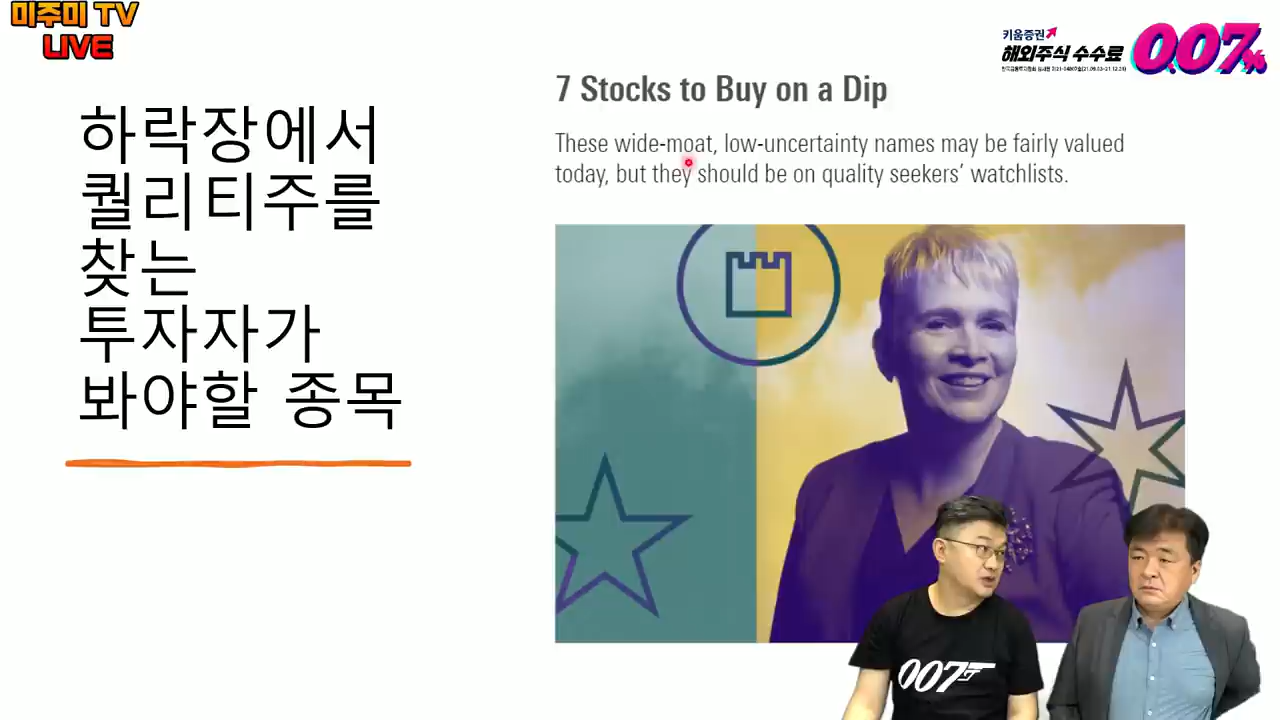 미주미 TV
LIVE
키움증권
해외주식 수수료
0.07%
7 Stocks to Buy on a Dip
These wide-moat, low-uncertainty names may be fairly valued
today, but they should be on quality seekers’ watchlists.
하락장에서
퀄리티주를
찾는
투자자가
봐야할 종목
007